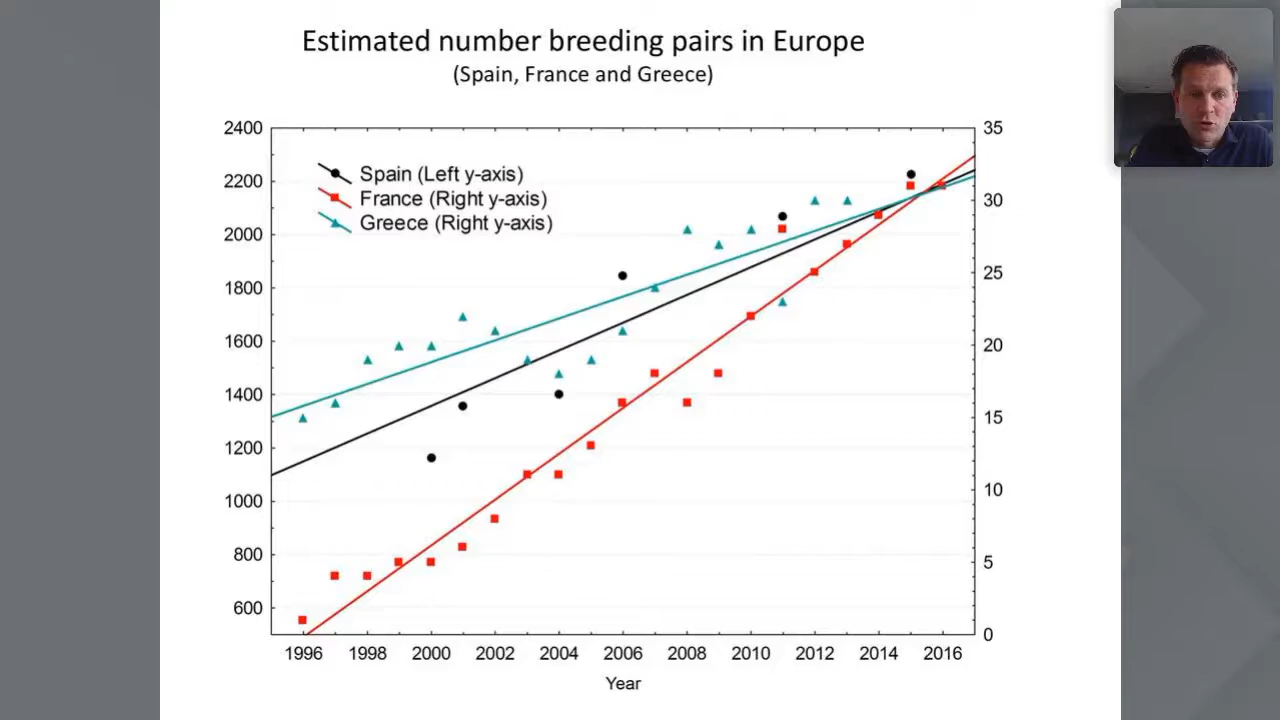 Estimated number breeding pairs in Europe
(Spain, France and Greece)
2400
2200
2000
1800
1600
1400
1200
1000
800
600
35
30
25
20
15
10
5
0
Spain (Left y-axis)
France (Right y-axis)
Greece (Right y-axis)
1996 1998 2000 2002 2004 2006 2008 2010 2012 2014 2016
Year